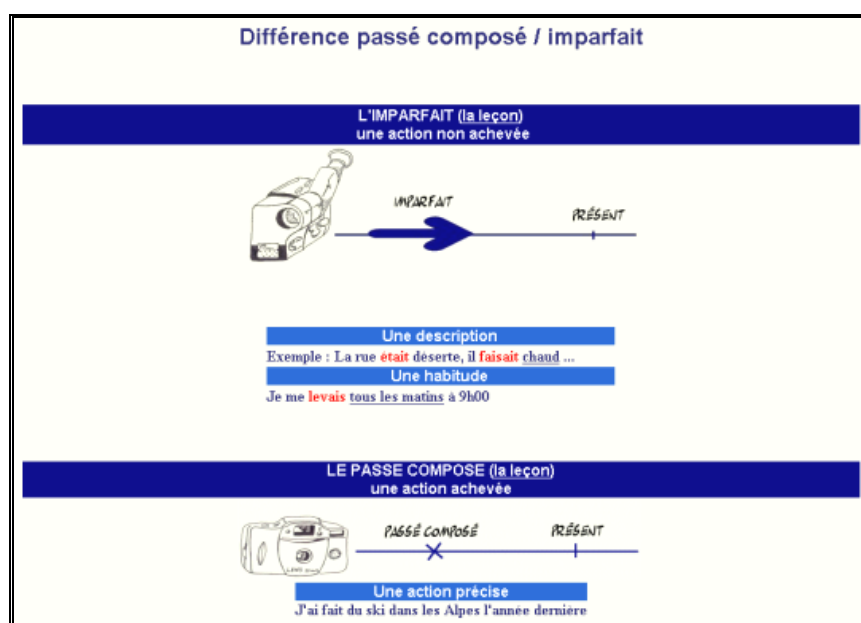 Différence passé composé / imparfait
L'IMPARFAIT (la leçon)
une action non achevée
IMPARFAIT
PRÉSENT
Une description
Exemple : La rue était déserte, il faisait chaud ...
Une habitude
Je me levais tous les matins à 9h00
LE PASSE COMPOSE (la leçon)
une action achevée
PASSÉ COMPOSÉ
PRÉSENT
Une action précise
J'ai fait du ski dans les Alpes l'année dernière